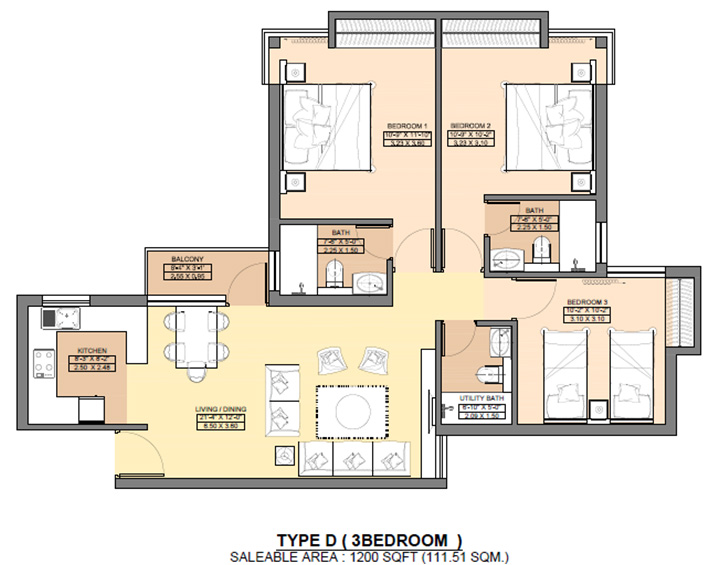 BEDROOM 1
10'-9" X 11'-10"
3.23 X 3.60
BEDROOM 2
10'-9" X 10'-2"
3.23 X 3.10
BATH
7'-6" X 5'-0"
2.25 X 1.50
BATH
7'-6" X 5'-0"
2.25 X 1.50
BALCONY
8'-4" X 3'-1"
2.55 X 0.95
BEDROOM 3
10'-2" X 10'-2"
3.10 X 3.10
KITCHEN
8'-3" X 8'-2"
2.50 X 2.48
LIVING / DINING
21'-4" X 12'-0"
6.50 X 3.60
UTILITY BATH
6'-10" X 5'-0"
2.09 X 1.50
TYPE D ( 3BEDROOM )
SALEABLE AREA : 1200 SQFT (111.51 SQM.)